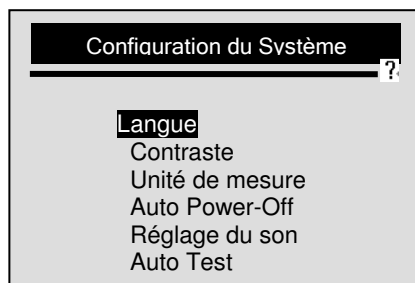 Configuration du Système
?
Langue
Contraste
Unité de mesure
Auto Power-Off
Réglage du son
Auto Test